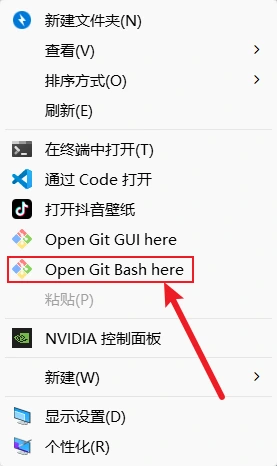 新建文件夹(N)
查看(V)
排序方式(O)
刷新(E)
在终端中打开(T)
通过 Code 打开
打开抖音壁纸
Open Git GUI here
Open Git Bash here
粘贴(P)
NVIDIA 控制面板
新建(W)
显示设置(D)
个性化(R)